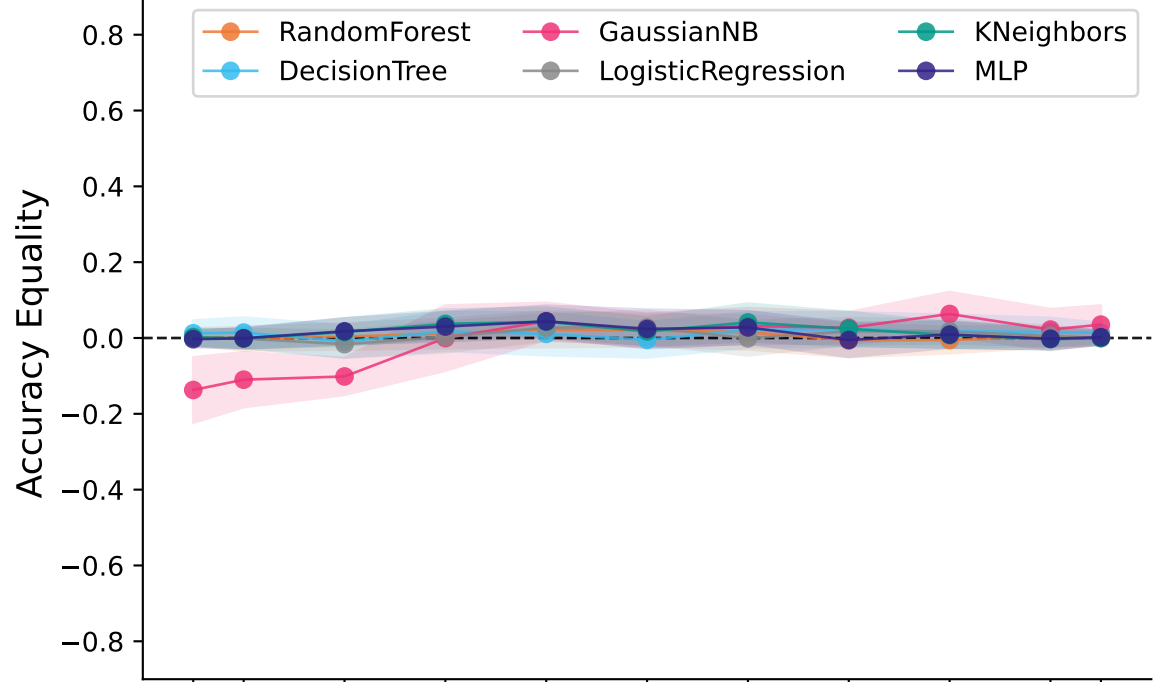 RandomForest
DecisionTree
GaussianNB
LogisticRegression
KNeighbors
MLP
Accuracy Equality
0.8
0.6
0.4
0.2
0.0
−0.2
−0.4
−0.6
−0.8